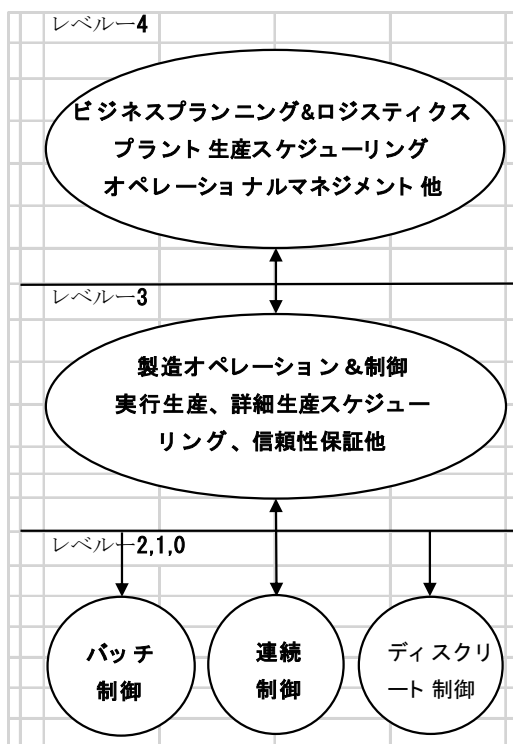 レベルー4
ビジネスプランニング&ロジスティクス
プラント生産スケジューリング
オペレーショナルマネジメント他
レベルー3
製造オペレーション&制御
実行生産、詳細生産スケジュー
リング、信頼性保証他
レベルー2,1,0
バッチ
制御
連続
制御
ディスクリ
ート制御